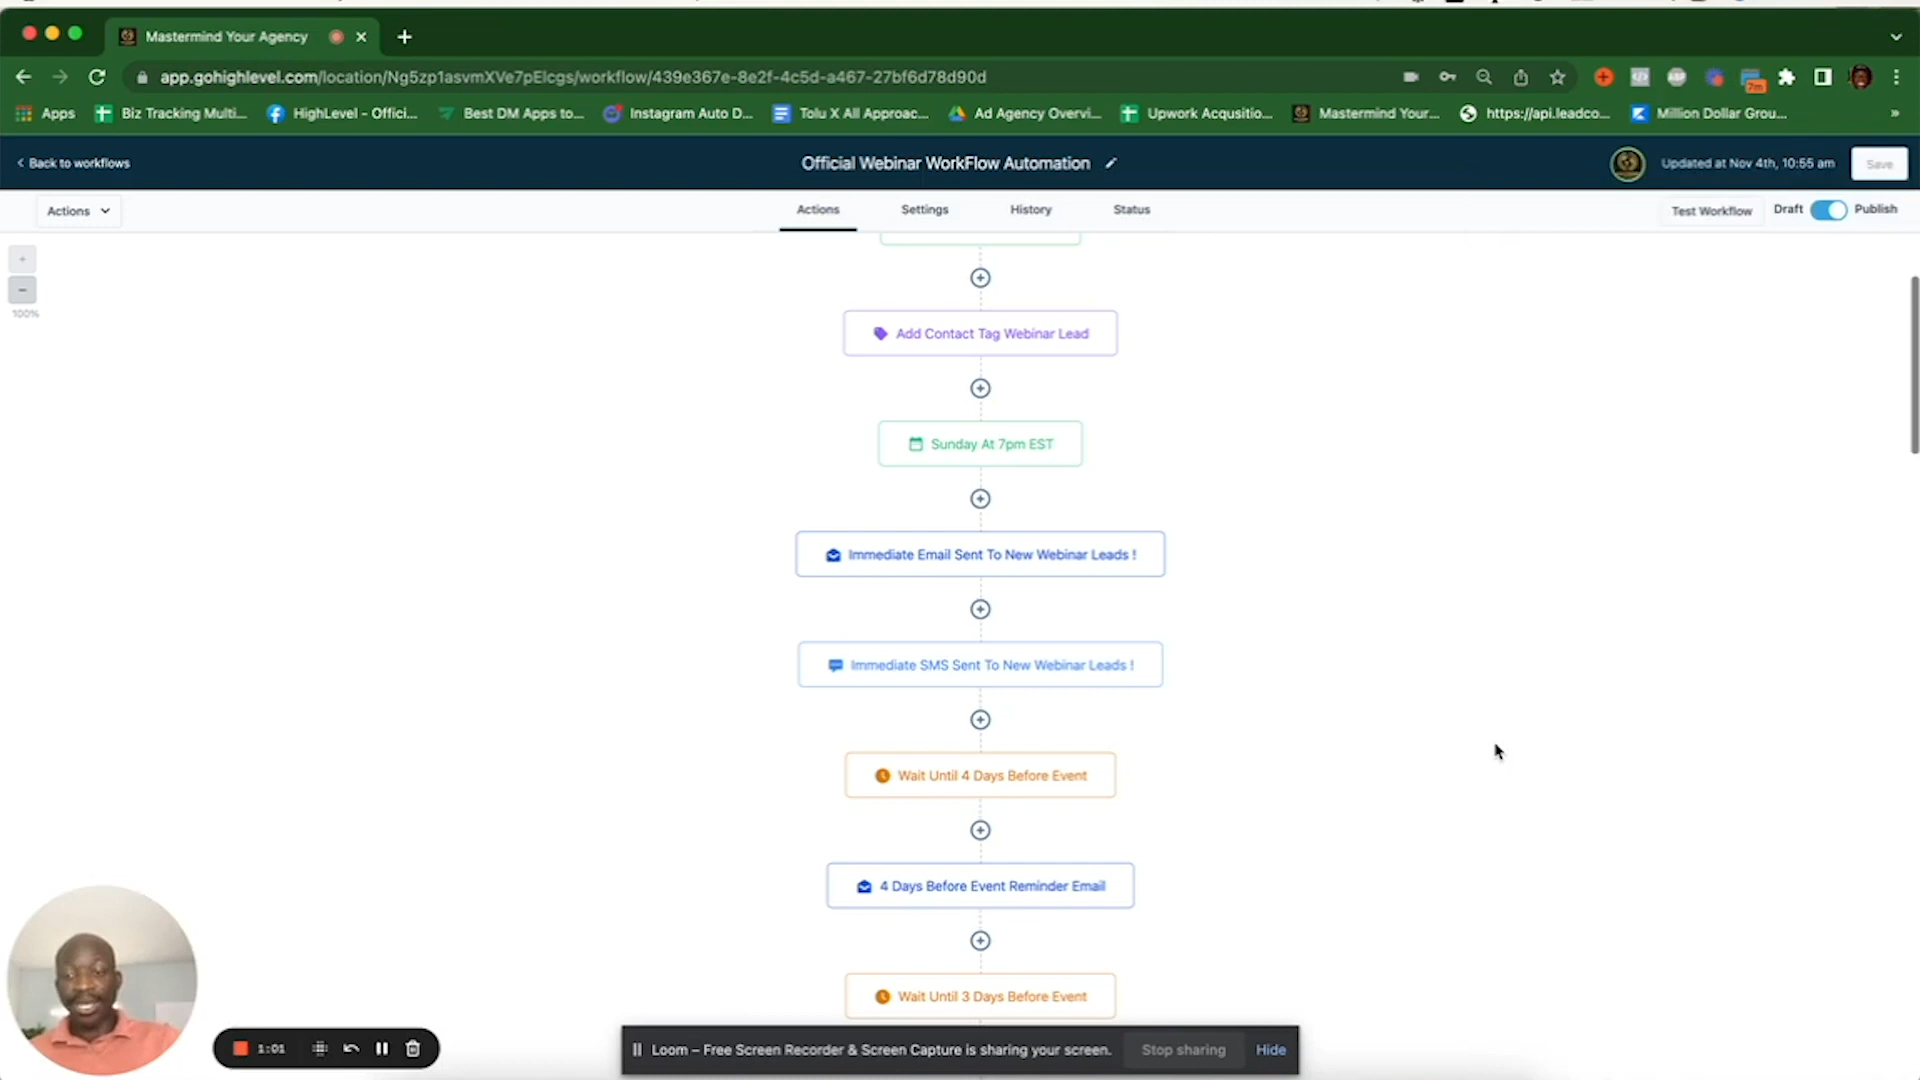 Mastermind Your Agency
app.gohighlevel.com/location/Ng5zp1asvmXVe7pElcgs/workflow/439e367e-8e2f-4c5d-a467-27bf6d78d90d
7m
Apps
Biz Tracking Multi...
HighLevel - Offici...
Best DM Apps to...
Instagram Auto D...
Tolu X All Approac...
Ad Agency Overvi...
Upwork Acqusitio...
Mastermind Your...
https://api.leadco...
Million Dollar Grou...
»
Back to workflows
Official Webinar WorkFlow Automation
Updated at Nov 4th, 10:55 am
Save
Actions
Actions
Settings
History
Status
Test Workflow
Draft
Publish
+
−
100%
Add Contact Tag Webinar Lead
Sunday At 7pm EST
Immediate Email Sent To New Webinar Leads !
Immediate SMS Sent To New Webinar Leads !
Wait Until 4 Days Before Event
4 Days Before Event Reminder Email
Wait Until 3 Days Before Event
1:01
Loom – Free Screen Recorder & Screen Capture is sharing your screen.
Stop sharing
Hide